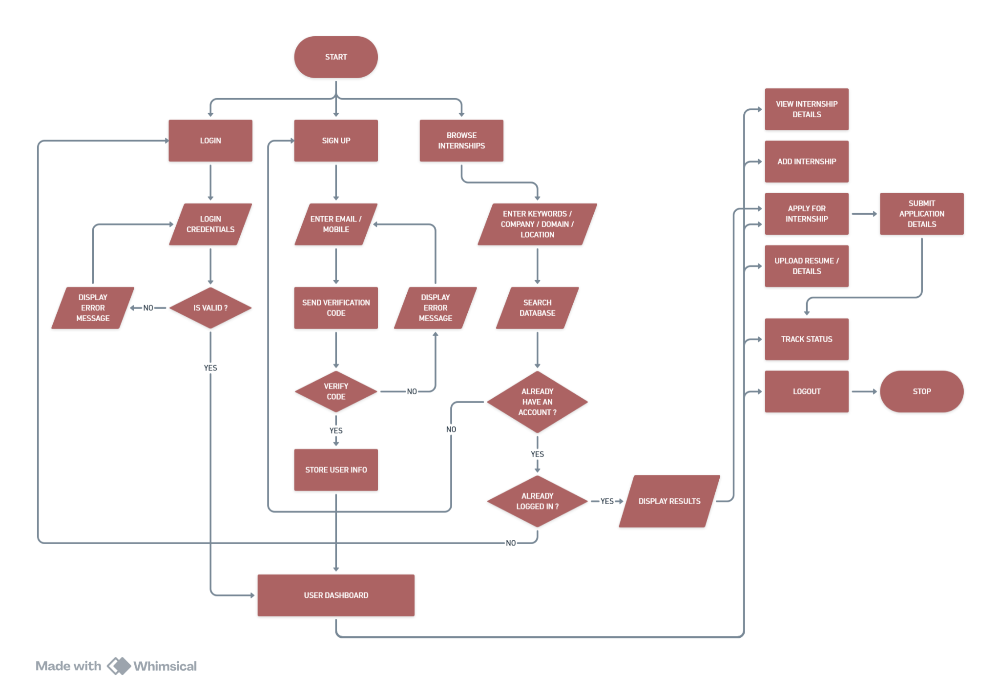 START
LOGIN
SIGN UP
BROWSE
INTERNSHIPS
VIEW INTERNSHIP
DETAILS
ADD INTERNSHIP
LOGIN
CREDENTIALS
ENTER EMAIL /
MOBILE
ENTER KEYWORDS /
COMPANY / DOMAIN /
LOCATION
APPLY FOR
INTERNSHIP
SUBMIT
APPLICATION
DETAILS
UPLOAD RESUME /
DETAILS
DISPLAY
ERROR
MESSAGE
NO
IS VALID ?
SEND VERIFICATION
CODE
DISPLAY
ERROR
MESSAGE
SEARCH
DATABASE
TRACK STATUS
YES
VERIFY
CODE
NO
ALREADY
HAVE AN
ACCOUNT ?
LOGOUT
STOP
YES
NO
YES
STORE USER INFO
ALREADY
LOGGED IN ?
YES
DISPLAY RESULTS
NO
USER DASHBOARD
Made with Whimsical